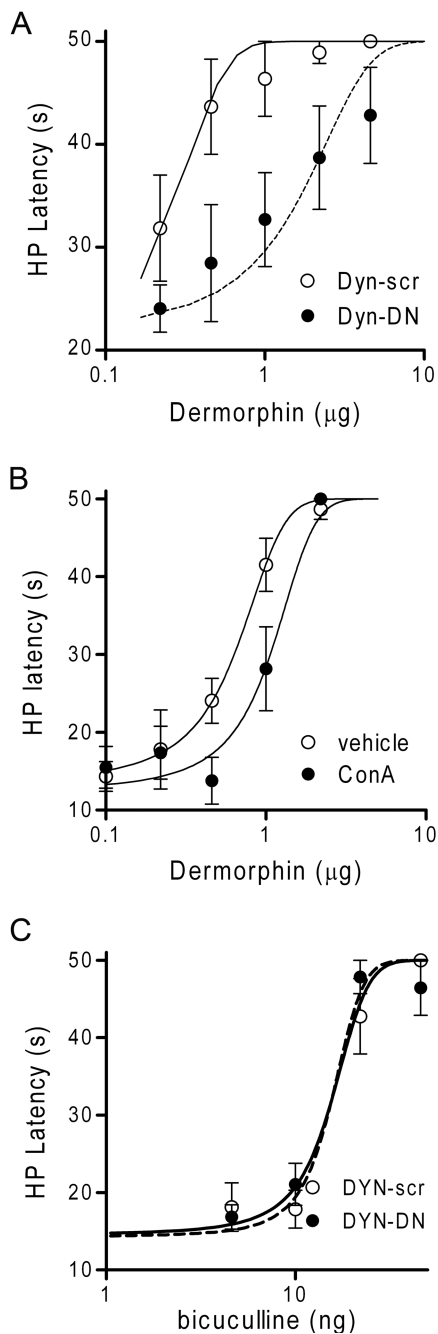 A
50
40
30
20
HP Latency (s)
Dyn-scr
Dyn-DN
0.1
1
10
Dermorphin (μg)
B
50
40
30
20
10
HP latency (s)
vehicle
ConA
0.1
1
10
Dermorphin (μg)
C
50
40
30
20
10
HP Latency (s)
DYN-scr
DYN-DN
1
10
bicuculline (ng)